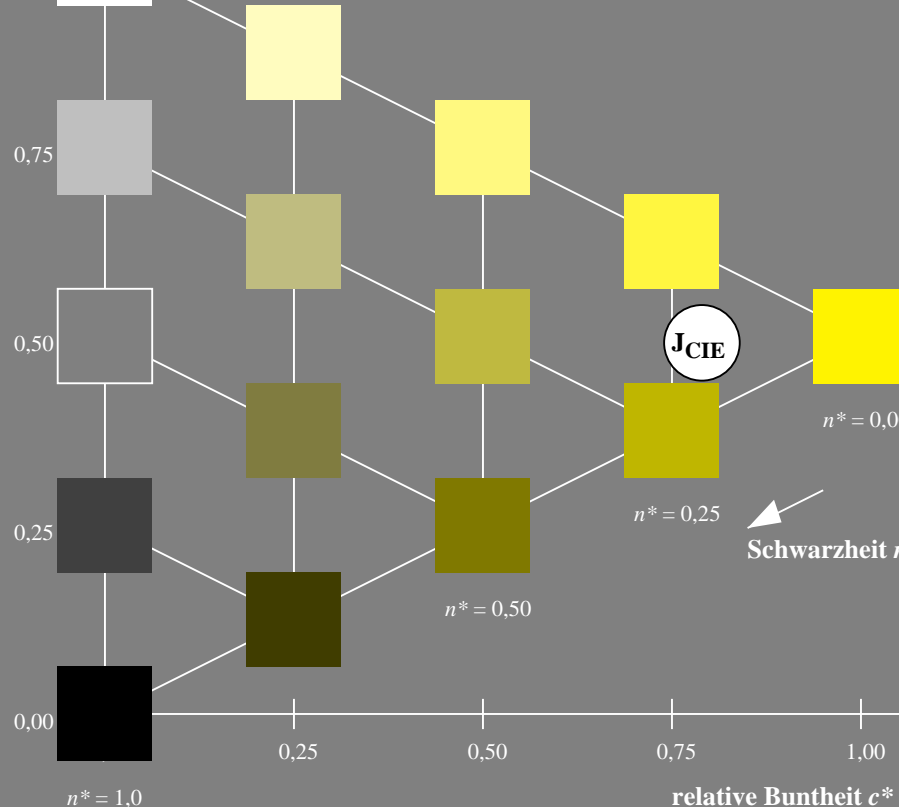 0,75
0,50
J CIE
n* = 0,0
0,25
n* = 0,25
Schwarzheit n
n* = 0,50
0,00
0,25 0,50 0,75 1,00
n* = 1,0
relative Buntheit c*